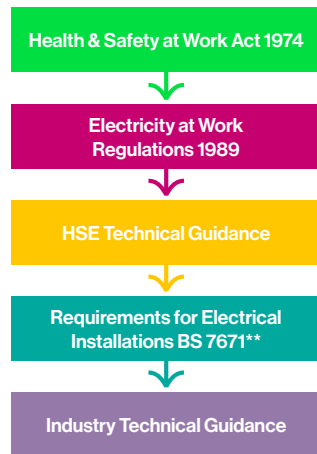 Health & Safety at Work Act 1974
Electricity at Work
Regulations 1989
HSE Technical Guidance
Requirements for Electrical
Installations BS 7671**
Industry Technical Guidance